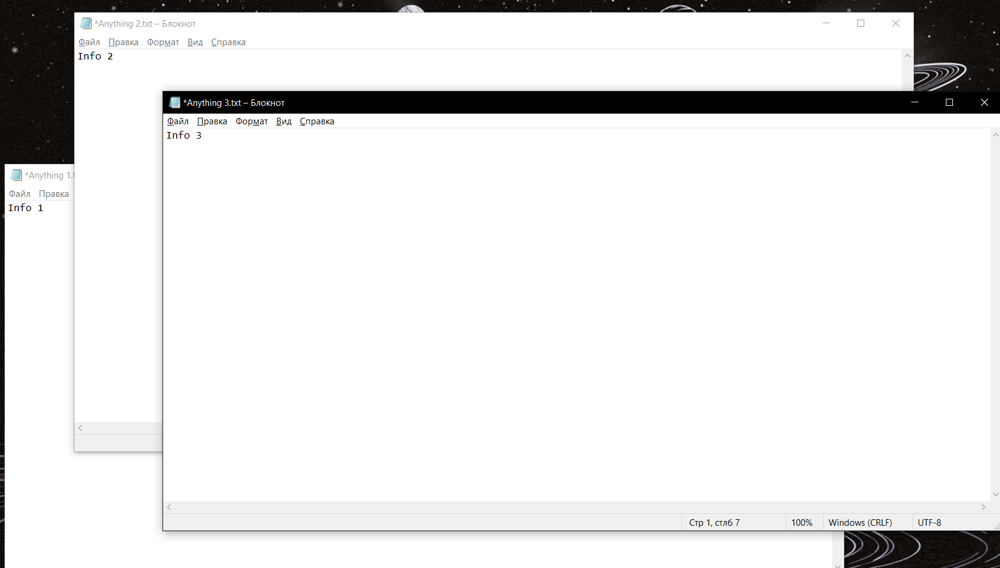 *Anything 2.txt – Блокнот
Файл Правка Формат Вид Справка
Info 2
*Anything 3.txt – Блокнот
Файл Правка Формат Вид Справка
Info 3
*Anything 1.
Файл Правка
Info 1
Стр 1, стлб 7 100% Windows (CRLF) UTF-8